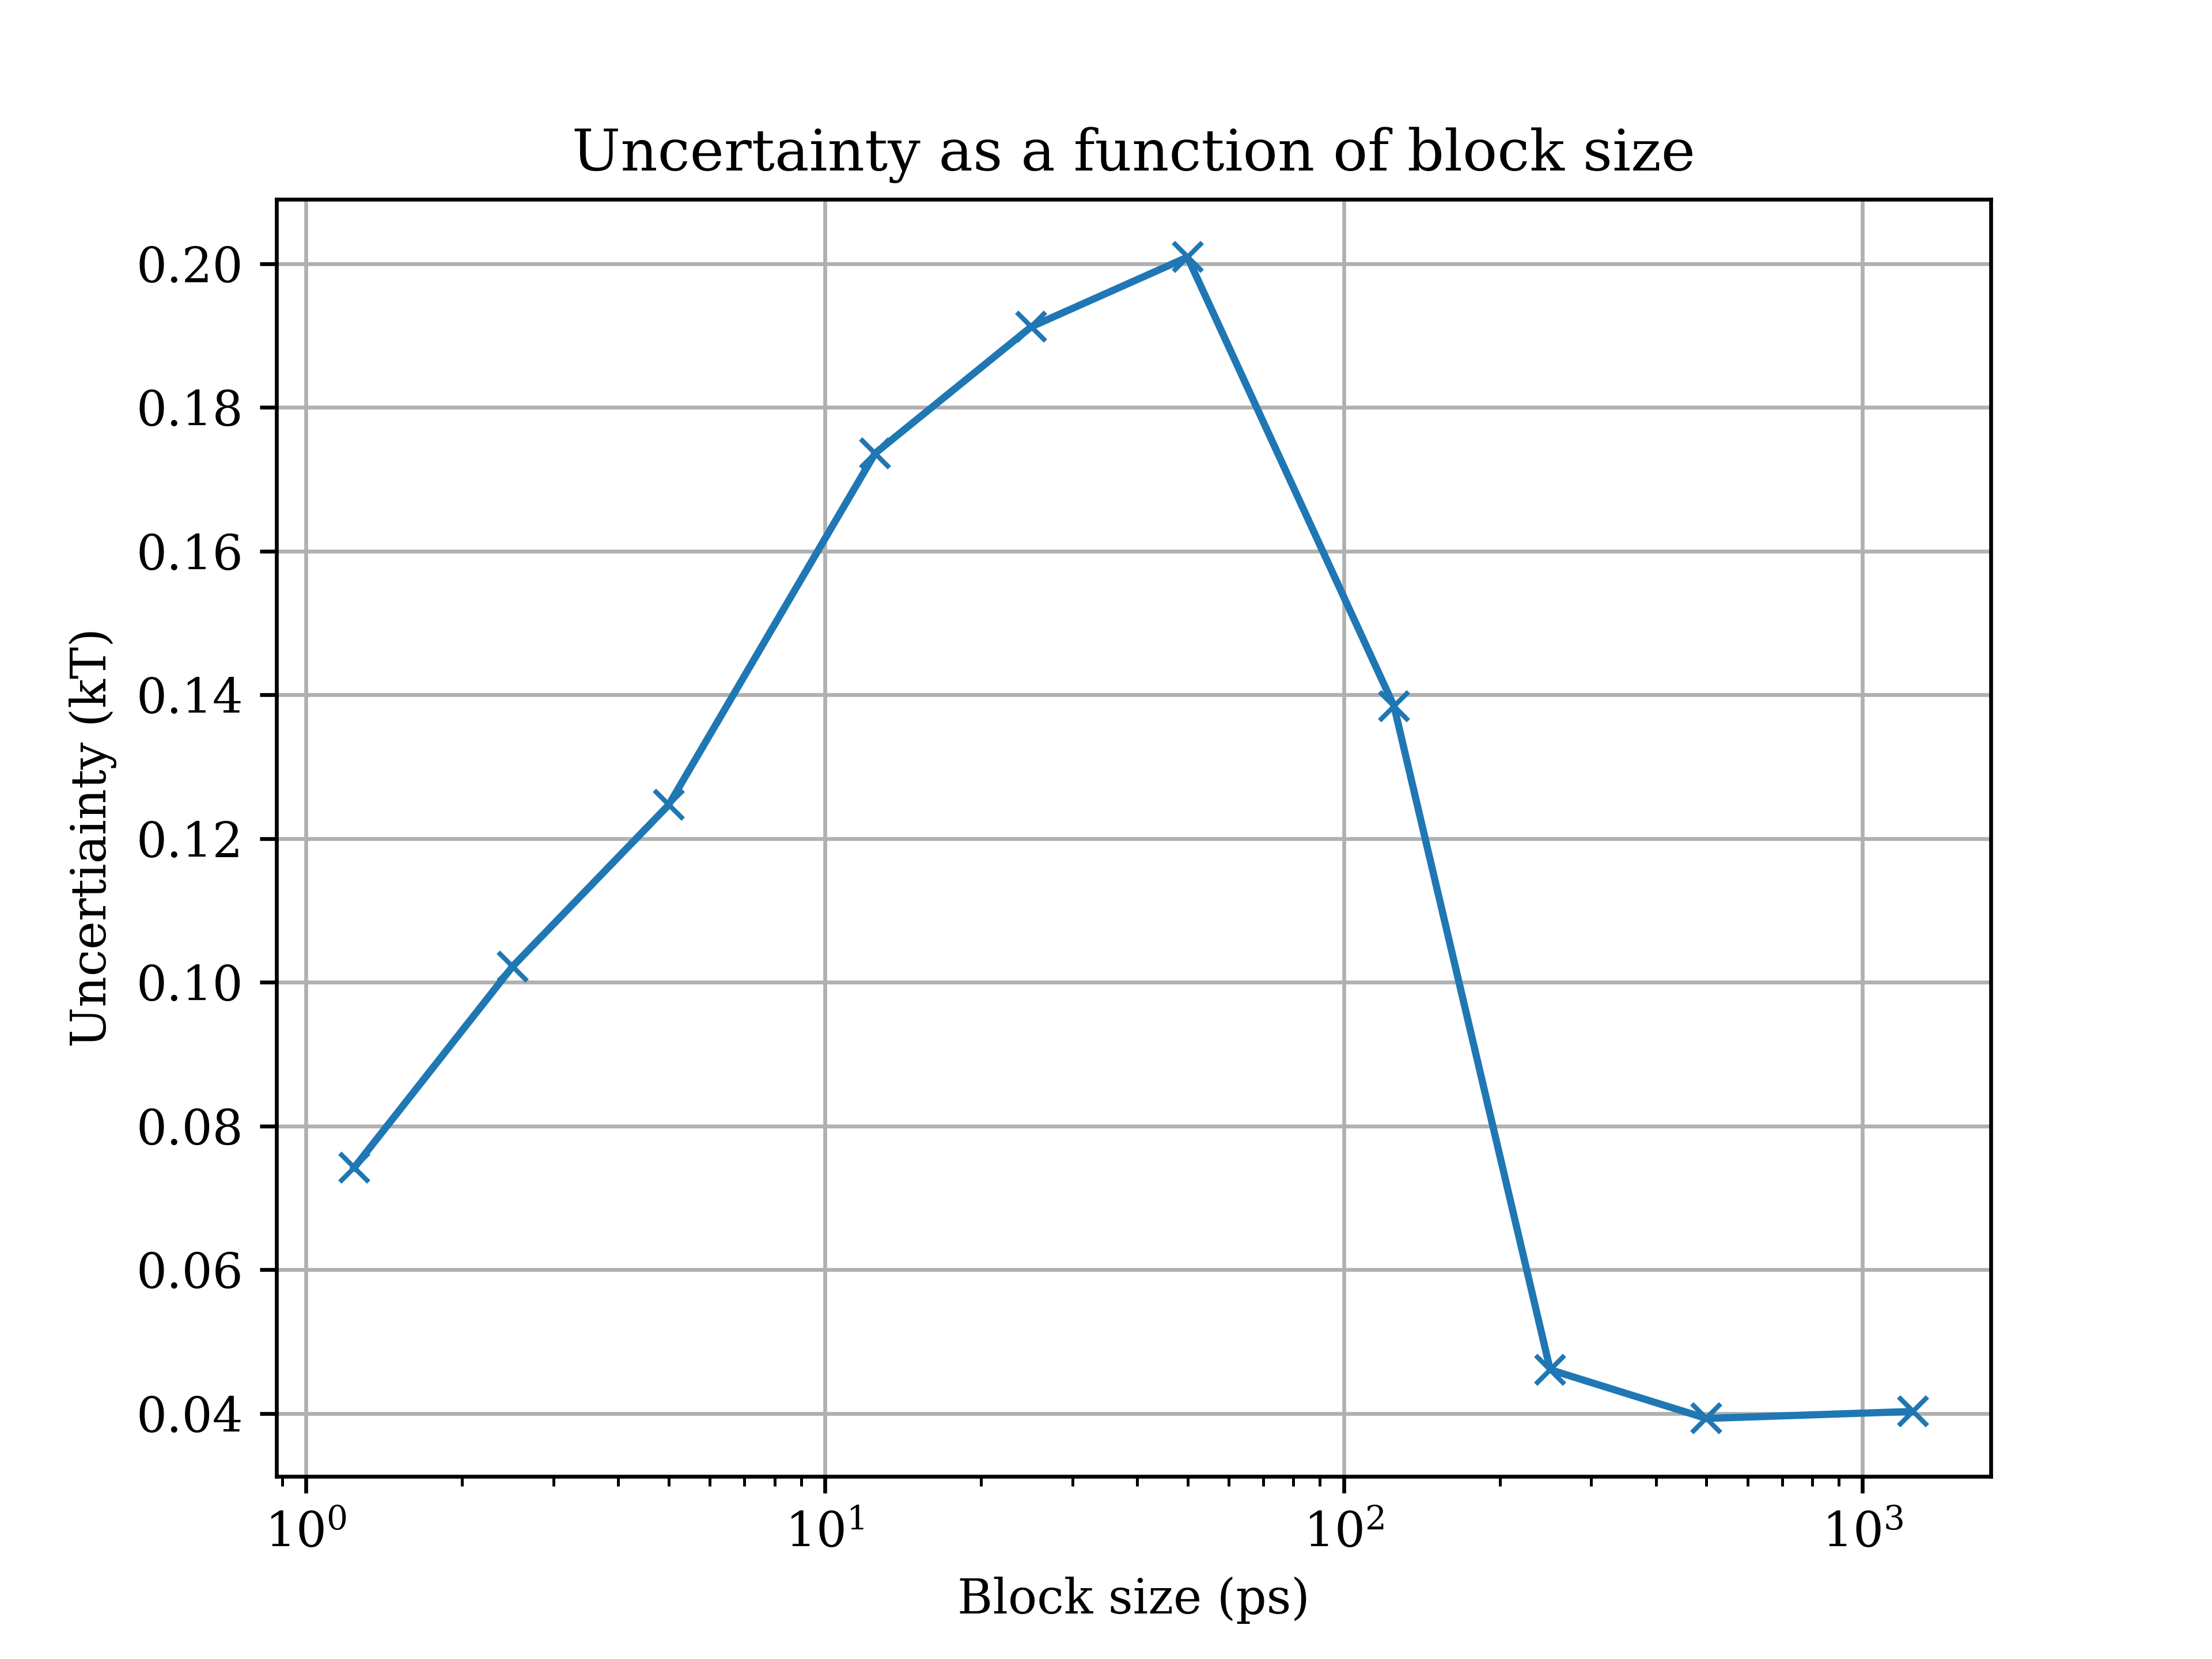 Uncertainty as a function of block size
Uncertiainty (kT)
0.20
0.18
0.16
0.14
0.12
0.10
0.08
0.06
0.04
10⁰ 10¹ 10² 10³
Block size (ps)